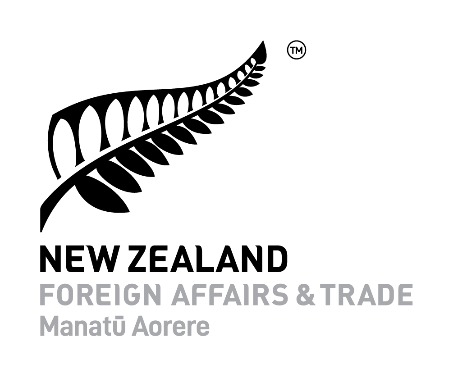 TM
NEW ZEALAND
FOREIGN AFFAIRS & TRADE
Manatū Aorere